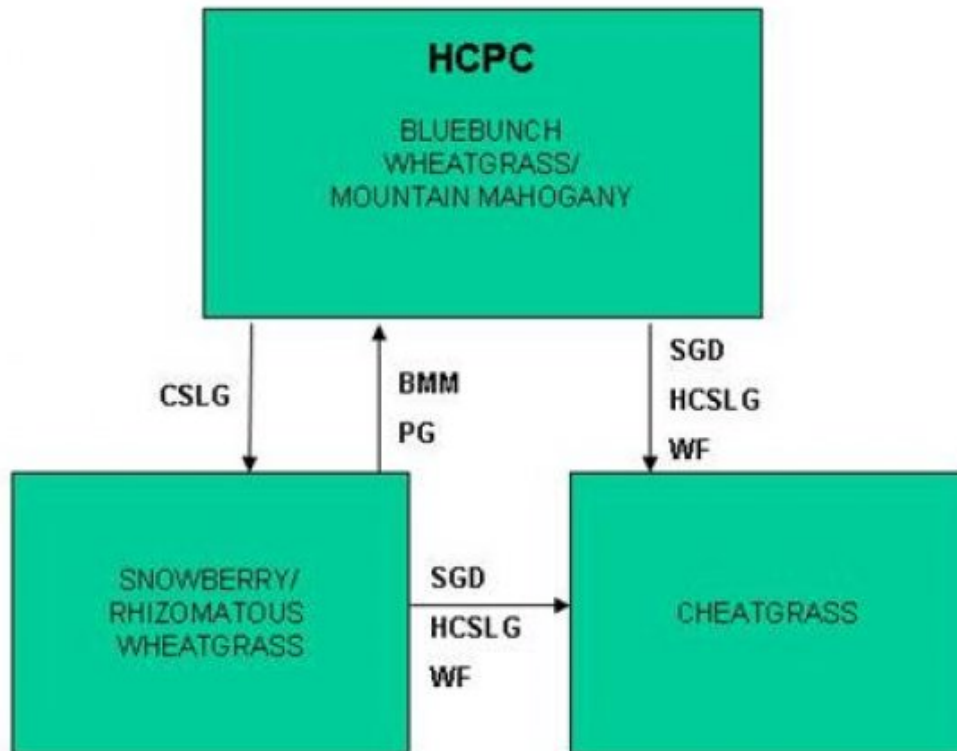 HCPC
BLUEBUNCH
WHEATGRASS/
MOUNTAIN MAHOGANY
CSLG
BMM
PG
SGD
HCSLG
WF
SNOWBERRY/
RHIZOMATOUS
WHEATGRASS
SGD
HCSLG
WF
CHEATGRASS